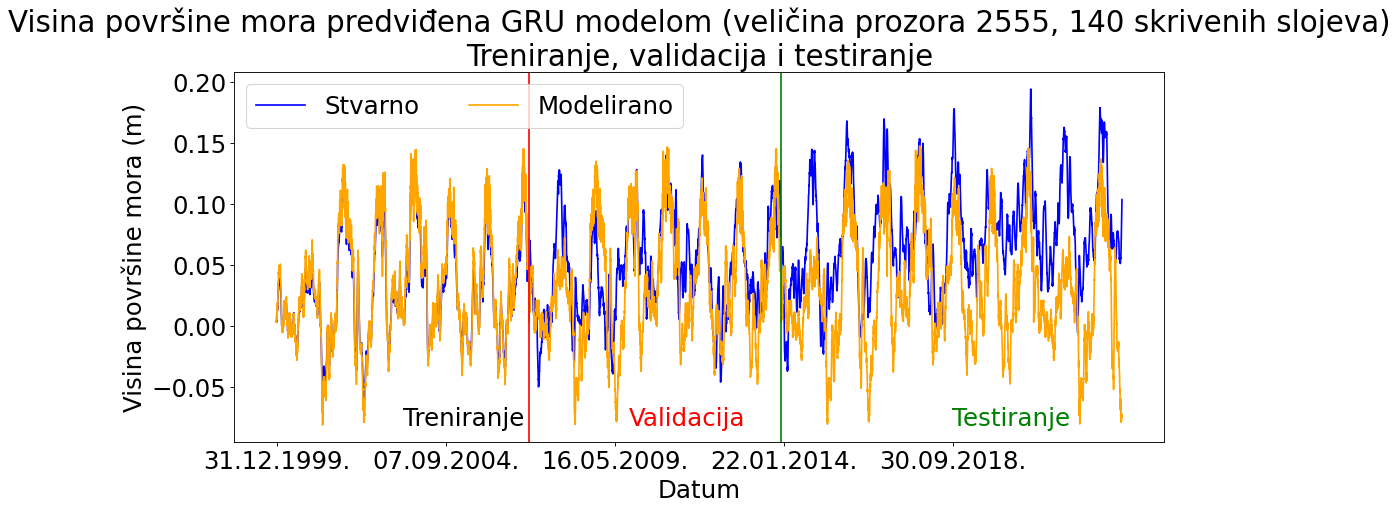 Visina površine mora predviđena GRU modelom (veličina prozora 2555, 140 skrivenih slojeva)
Treniranje, validacija i testiranje
Stvarno
Modelirano
Visina površine mora (m)
0.20
0.15
0.10
0.05
0.00
−0.05
Treniranje
Validacija
Testiranje
31.12.1999.
07.09.2004.
16.05.2009.
22.01.2014.
30.09.2018.
Datum